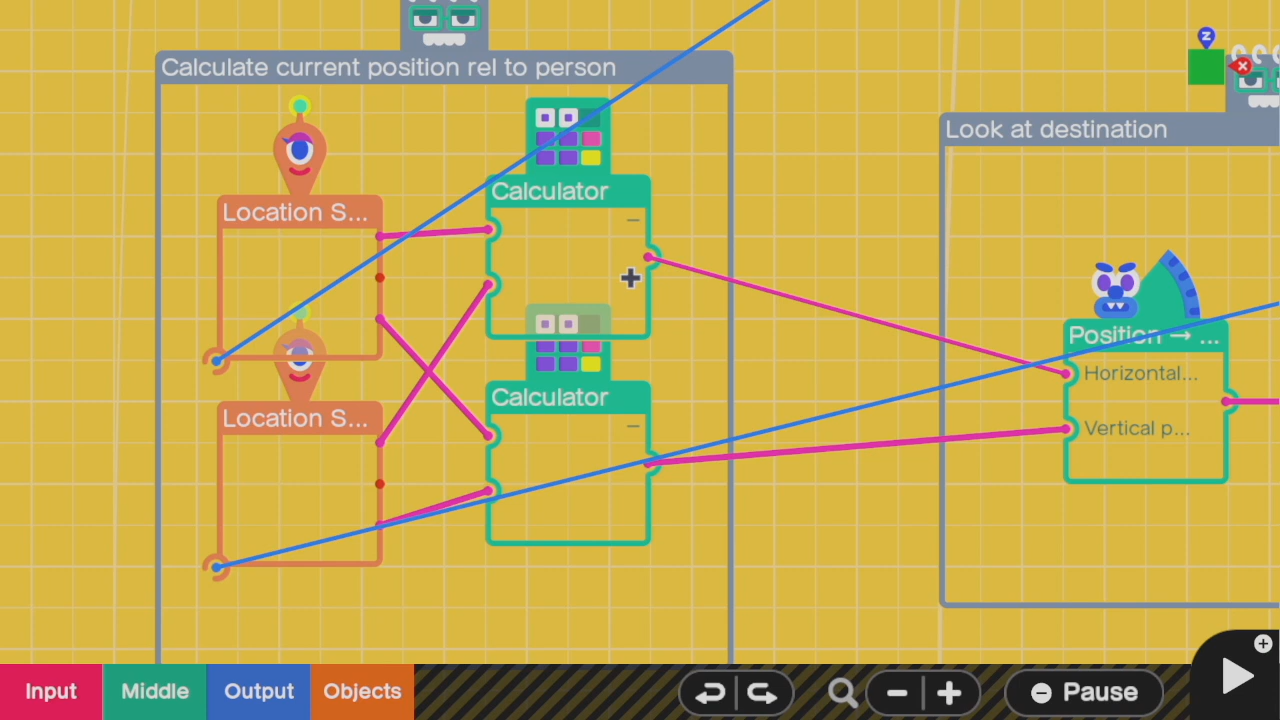 Calculate current position rel to person
Look at destination
Calculator
Location S...
Position → ...
Horizontal...
Calculator
Location S...
Vertical p...
Input
Middle
Output
Objects
Pause
Z